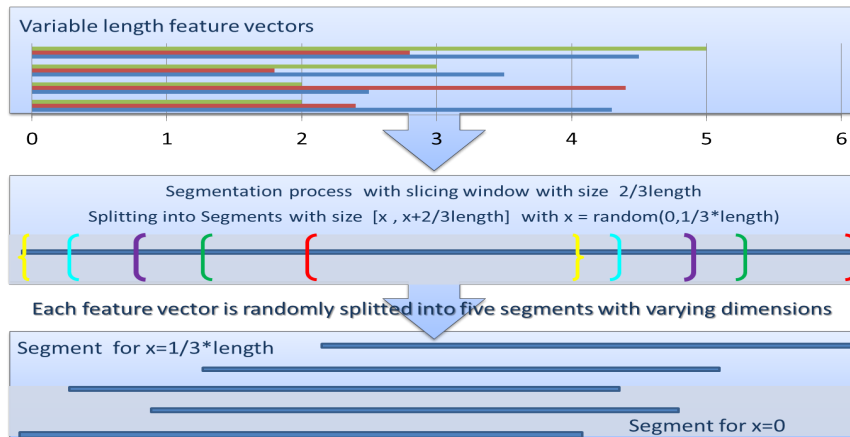 Variable length feature vectors
0 1 2 3 4 5 6
Segmentation process with slicing window with size 2/3length
Splitting into Segments with size [x , x+2/3length] with x = random(0,1/3*length)
Each feature vector is randomly splitted into five segments with varying dimensions
Segment for x=1/3*length
Segment for x=0